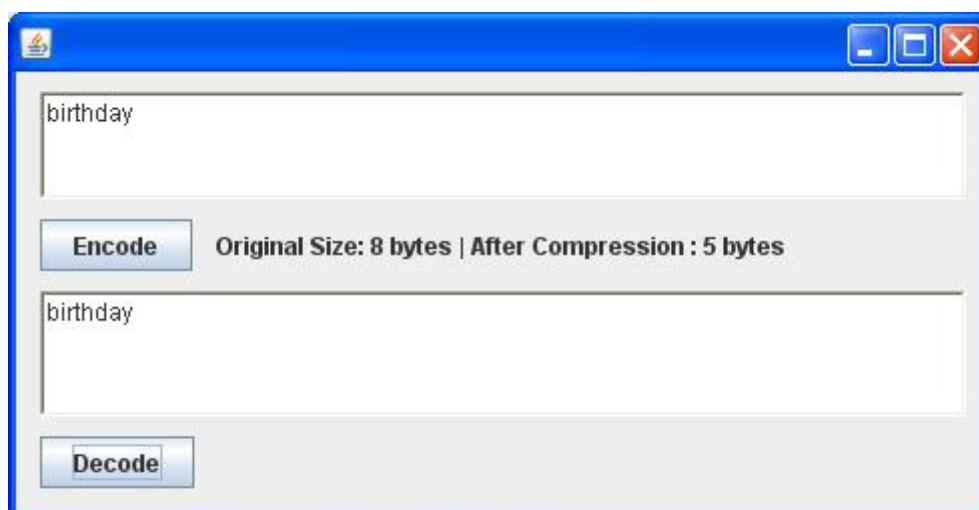 birthday
Encode Original Size: 8 bytes | After Compression : 5 bytes
birthday
Decode